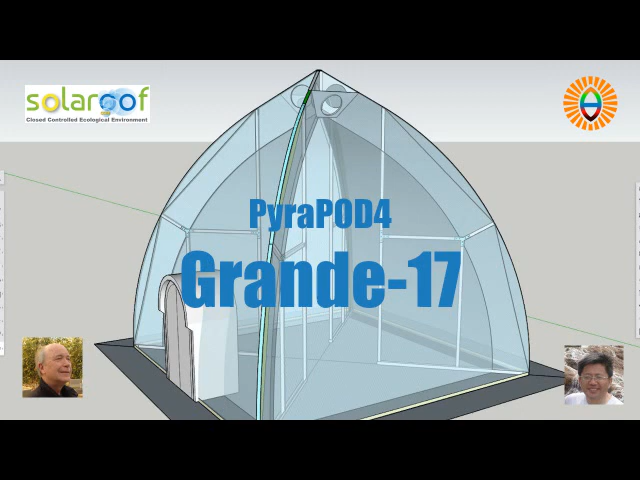 solaroof
Closed Controlled Ecological Environment
PyraPOD4
Grande-17